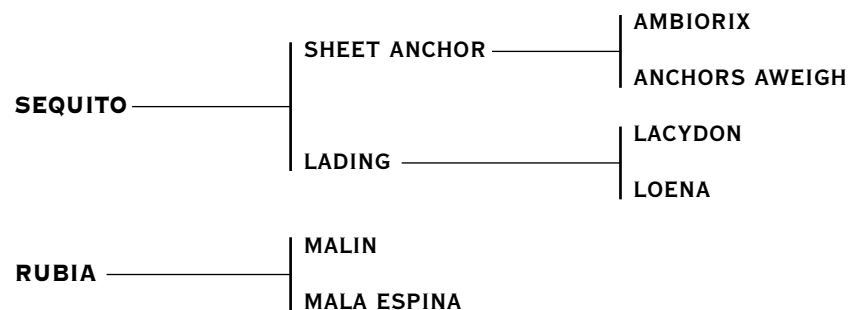 AMBIORIX
SHEET ANCHOR
ANCHORS AWEIGH
SEQUITO
LACYDON
LADING
LOENA
MALIN
RUBIA
MALA ESPINA